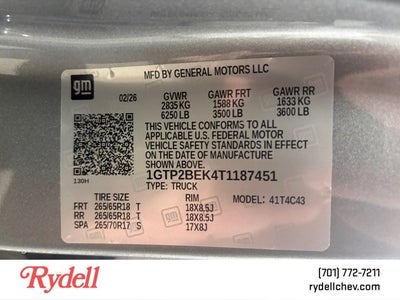 gm
MFD BY GENERAL MOTORS LLC
02/26 GVWR GAWR FRT GAWR RR
2835 KG 1588 KG 1633 KG
6250 LB 3500 LB 3600 LB
THIS VEHICLE CONFORMS TO ALL
APPLICABLE U.S. FEDERAL MOTOR
VEHICLE SAFETY STANDARDS IN EFFECT
ON THE DATE OF MANUFACTURE
SHOWN ABOVE.
1GTP2BEK4T1187451
130H TYPE: TRUCK
TIRE SIZE RIM MODEL: 41T4C43
FRT 265/65R18 T 18X8.5J
RR 265/65R18 T 18X8.5J
SPA 265/70R17 S 17X8J
Rydell
(701) 772-7211
rydellchev.com